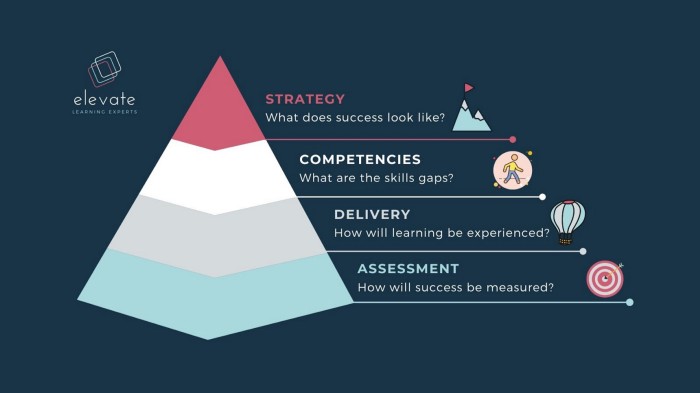 elevate
LEARNING EXPERTS
STRATEGY
What does success look like?
COMPETENCIES
What are the skills gaps?
DELIVERY
How will learning be experienced?
ASSESSMENT
How will success be measured?